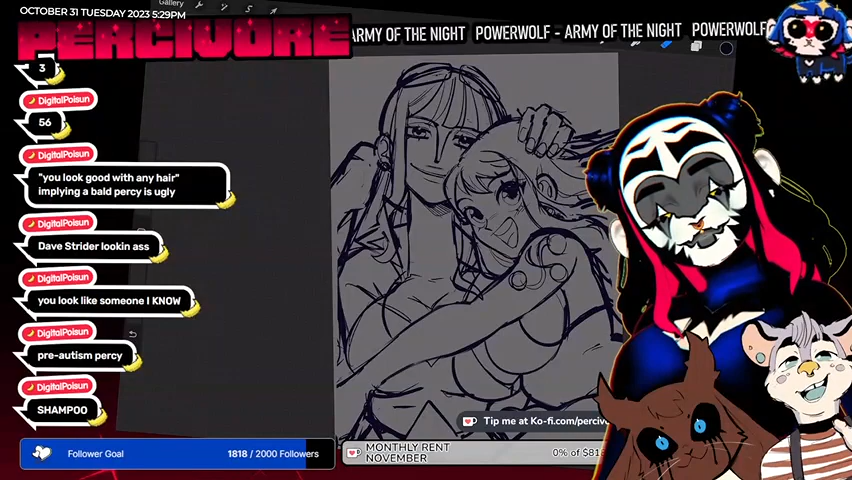 OCTOBER 31 TUESDAY 2023 5:29PM
Gallery
PERCIVORE
ARMY OF THE NIGHT POWERWOLF - ARMY OF THE NIGHT POWERWOLF
3
DigitalPoisun
56
DigitalPoisun
"you look good with any hair"
implying a bald percy is ugly
DigitalPoisun
Dave Strider lookin ass
DigitalPoisun
you look like someone I KNOW
DigitalPoisun
pre-autism percy
DigitalPoisun
SHAMPOO
Tip me at Ko-fi.com/percivo
Follower Goal
1818 / 2000 Followers
MONTHLY RENT
NOVEMBER
0% of $81